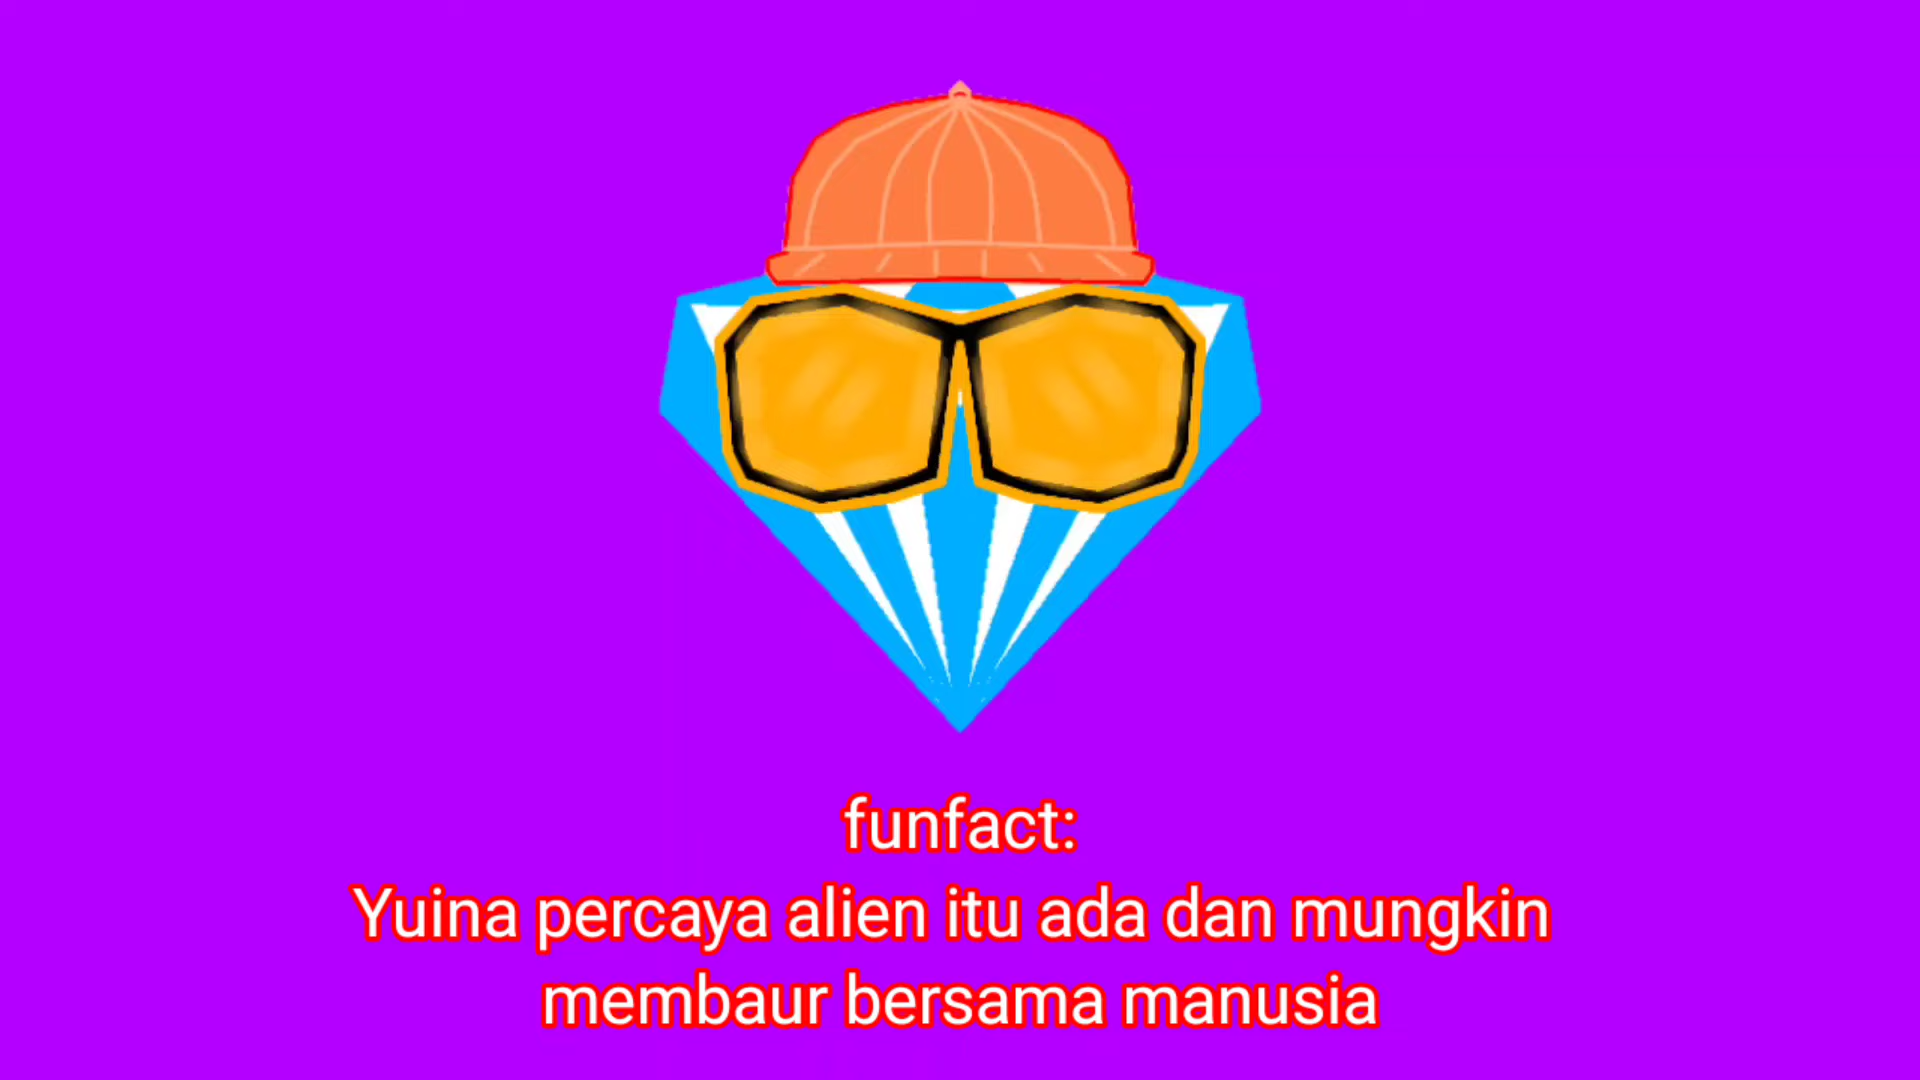 funfact:
Yuina percaya alien itu ada dan mungkin
membaur bersama manusia